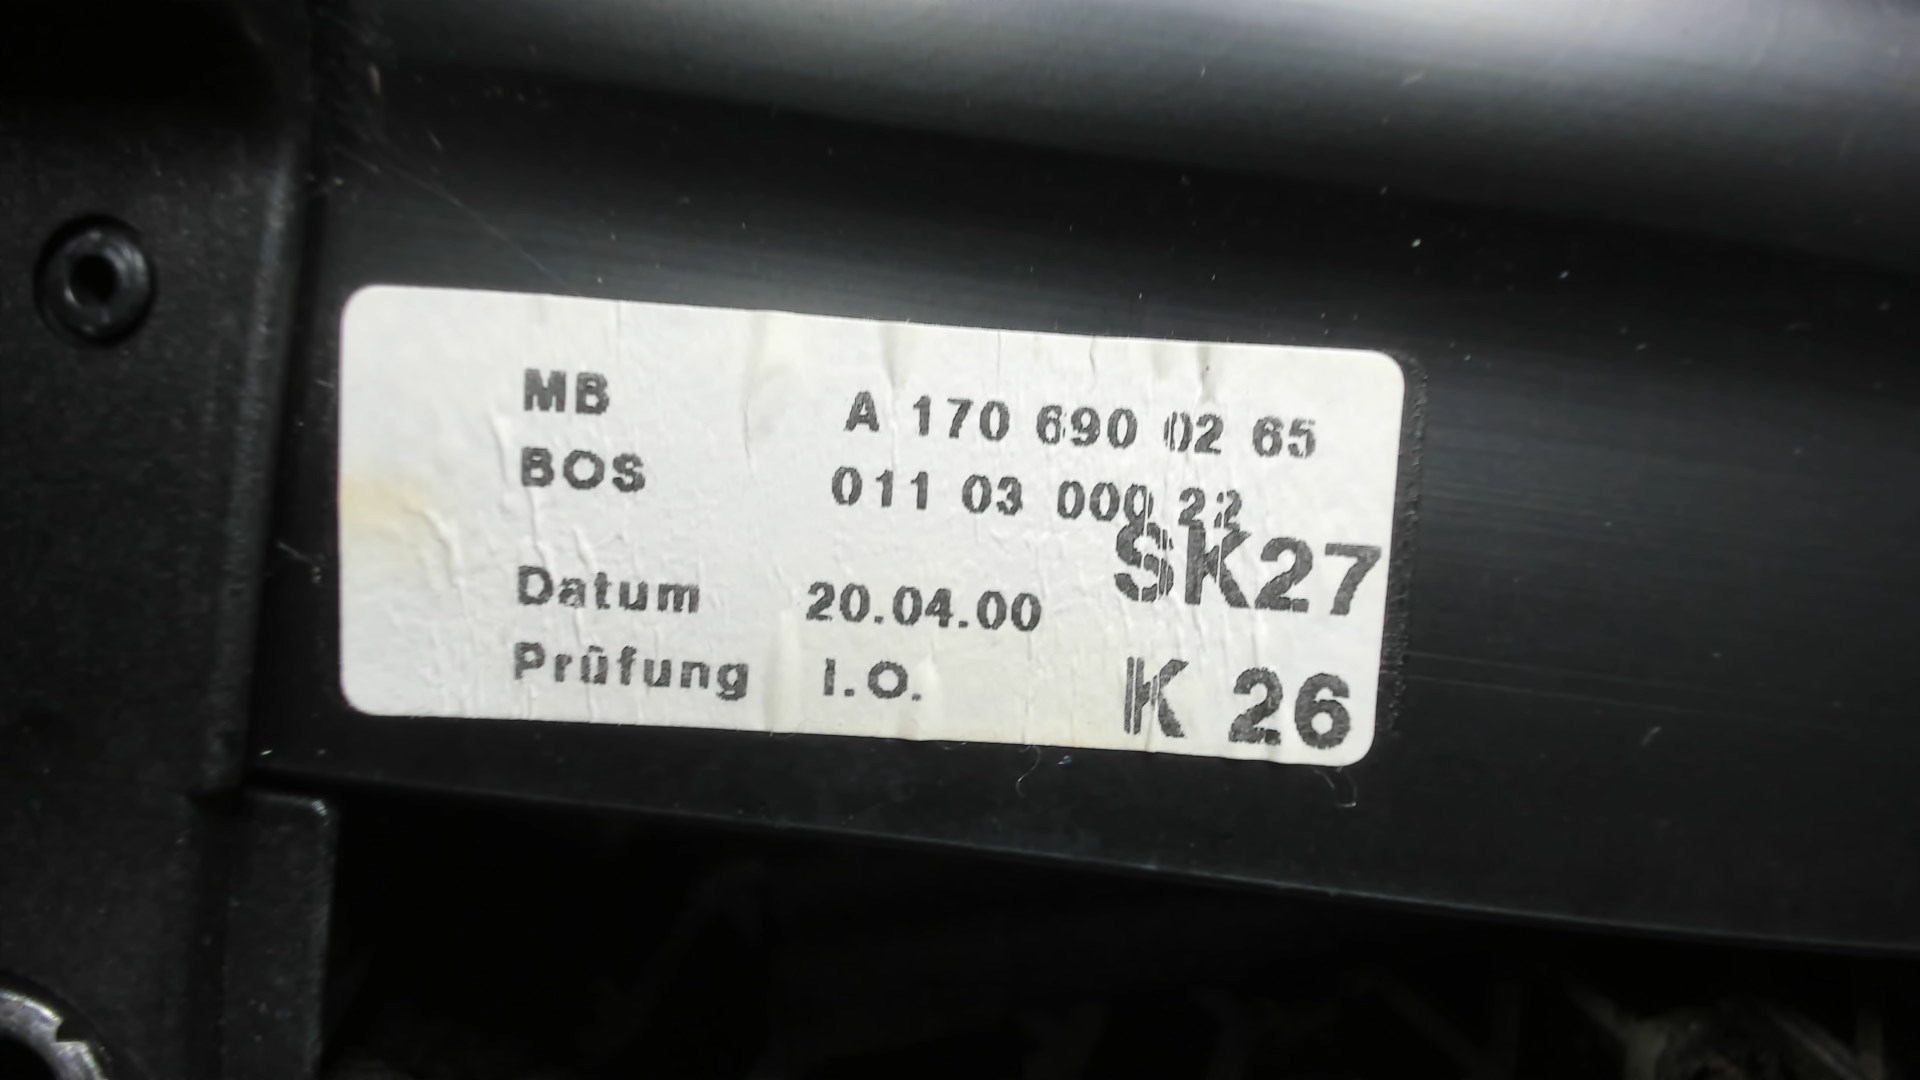 MB A 170 690 02 65
BOS 011 03 000 22
SK27
Datum 20.04.00
Prüfung I.O.
K 26